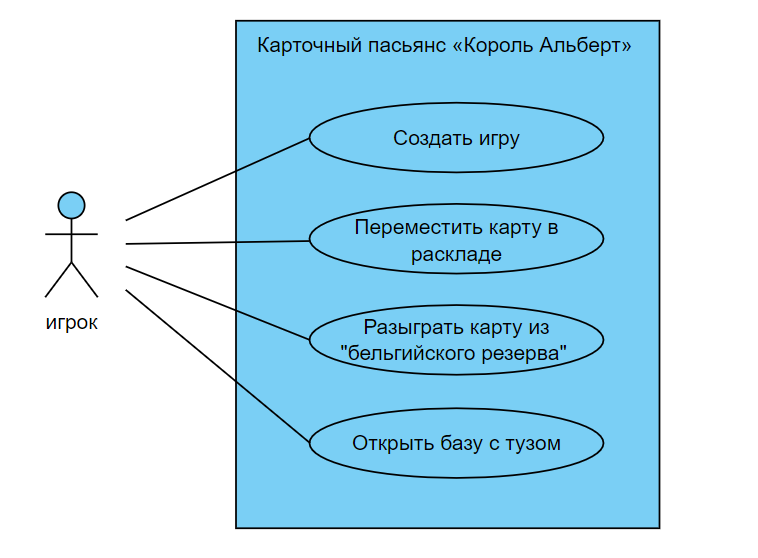 Карточный пасьянс «Король Альберт»
Создать игру
Переместить карту в
раскладе
Разыграть карту из
"бельгийского резерва"
Открыть базу с тузом
игрок